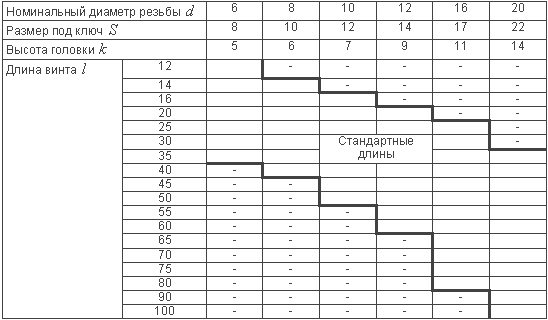 Номинальный диаметр резьбы d 6 8 10 12 16 20
Размер под ключ S 8 10 12 14 17 22
Высота головки k 5 6 7 9 11 14
Длина винта l 12 - - - - -
14 - - - -
16 - - -
20 - -
25 -
30 Стандартные -
35 длины
40 -
45 - -
50 - -
55 - - -
60 - - -
65 - - - -
70 - - - -
75 - - - -
80 - - - -
90 - - - - -
100 - - - - -